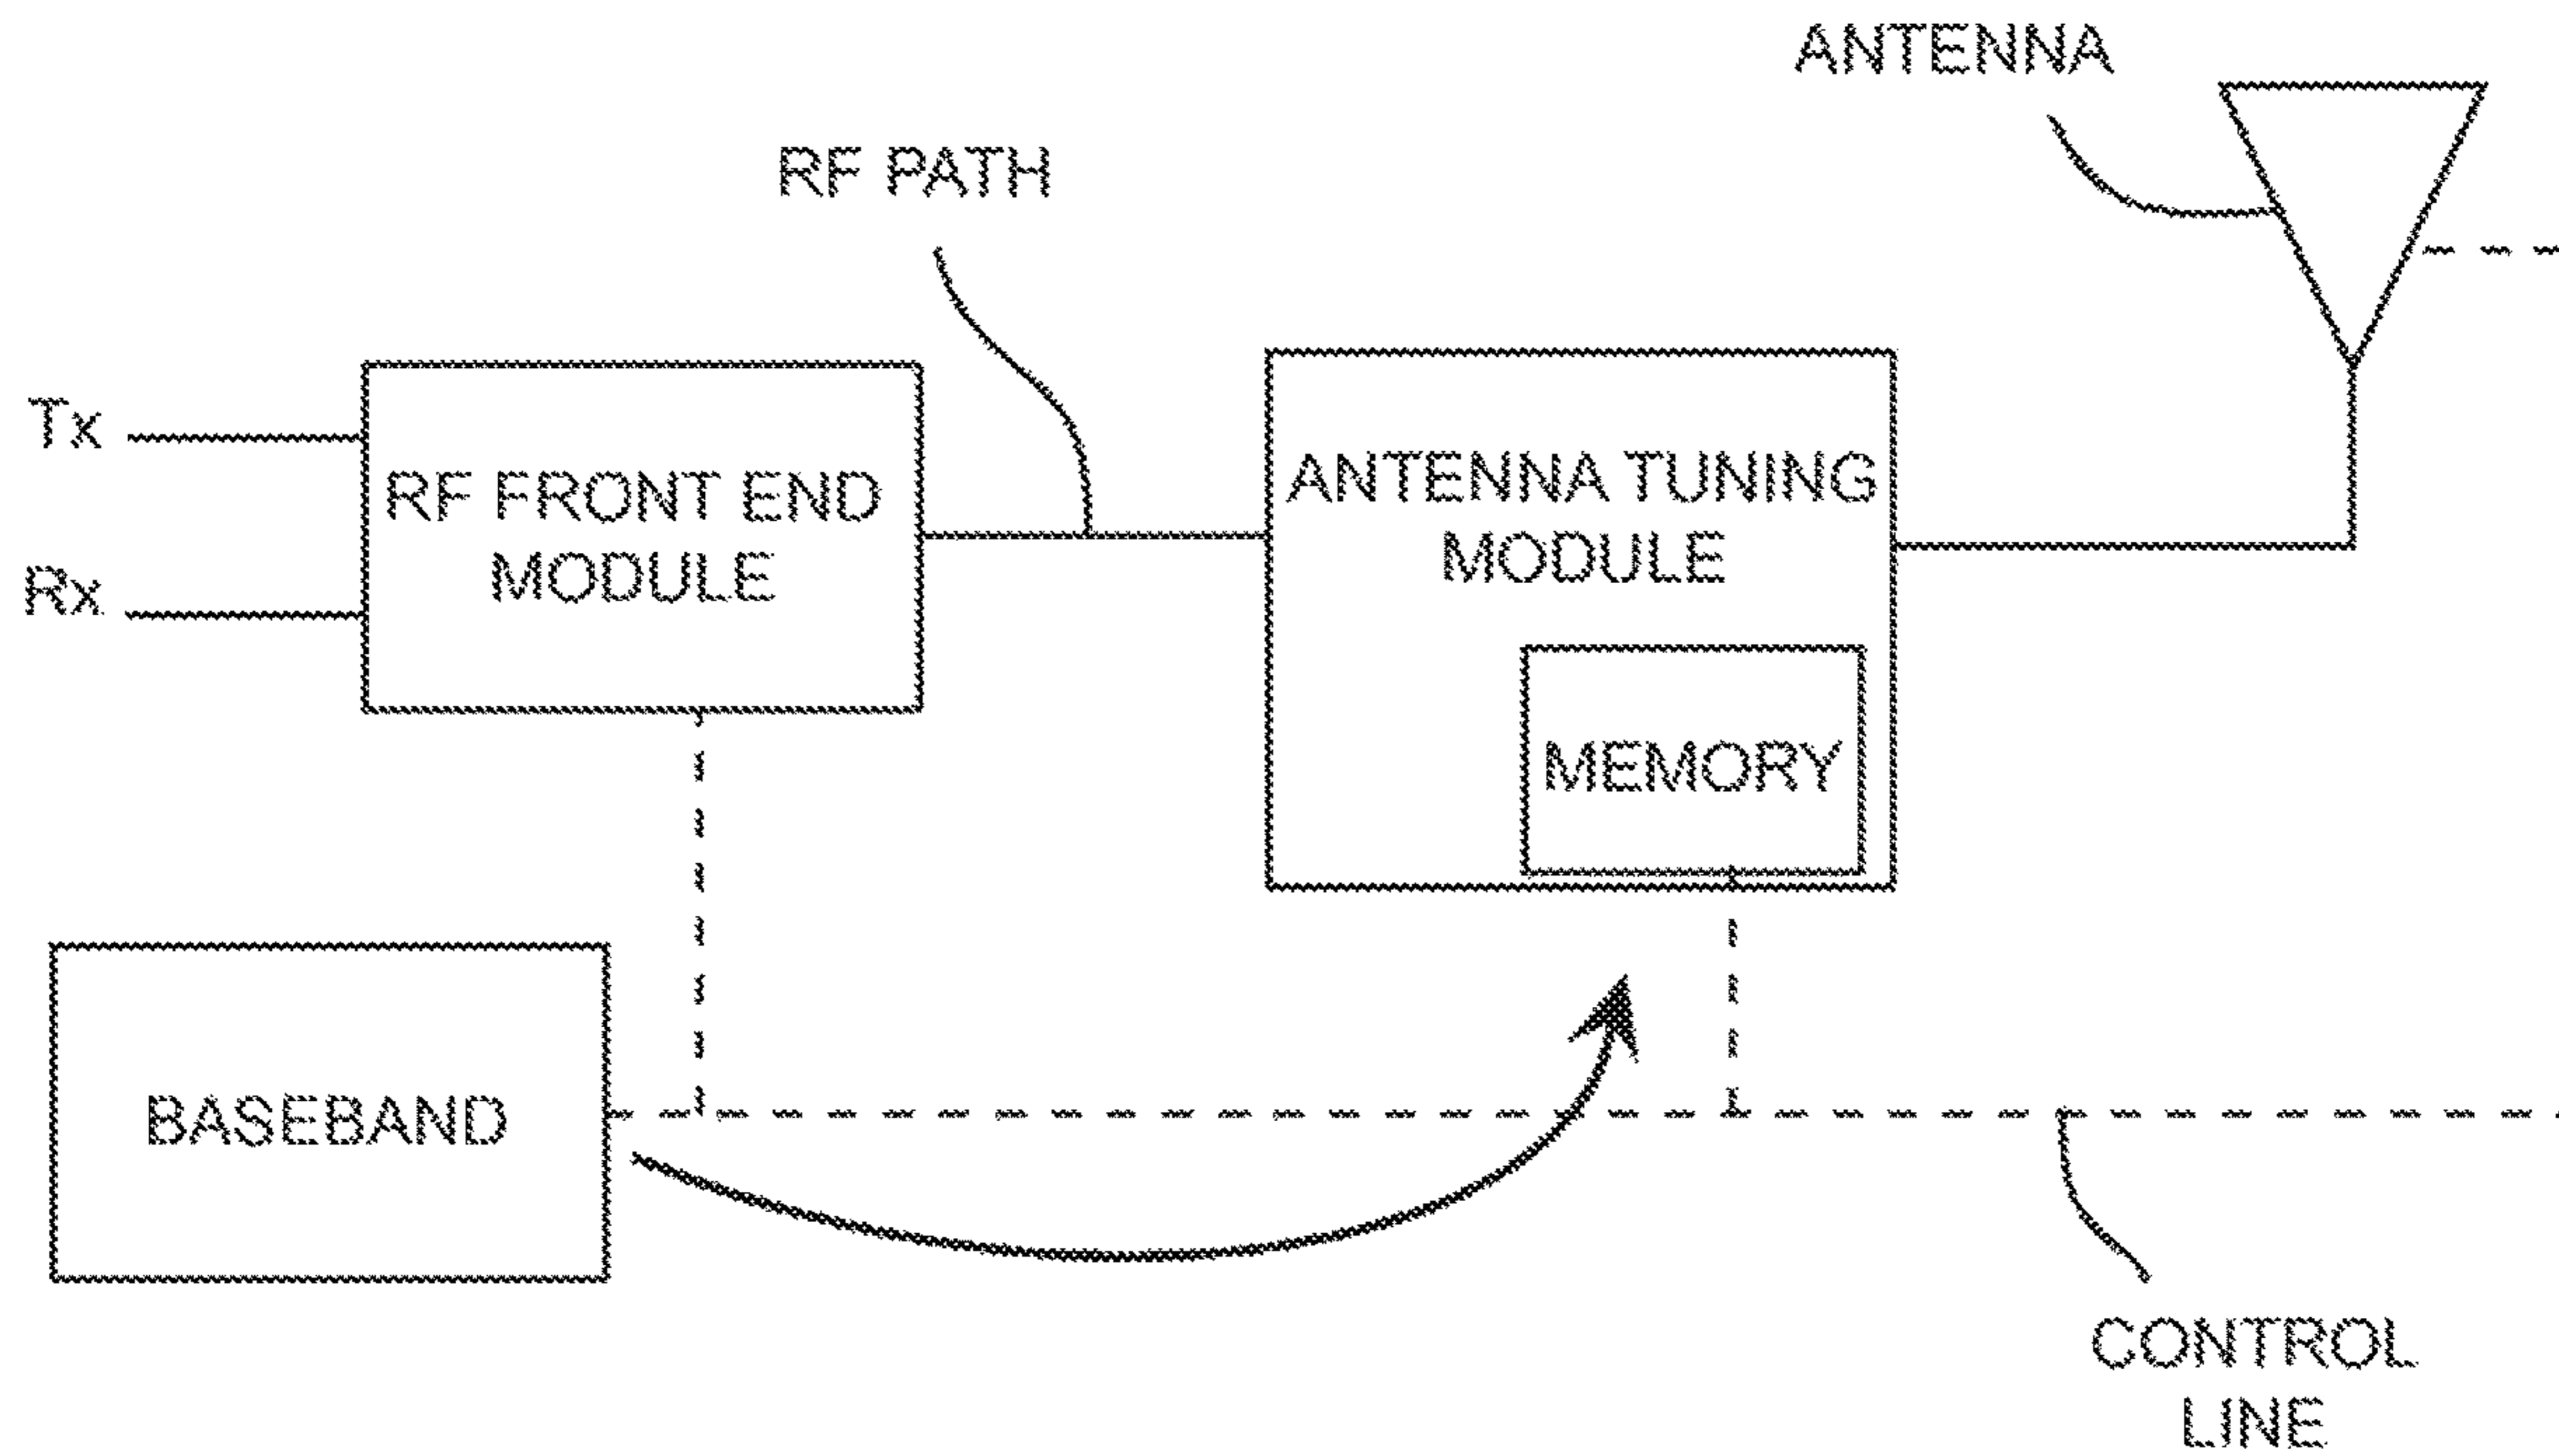 ANTENNA
RF PATH
Tx
Rx
RF FRONT END
MODULE
ANTENNA TUNING
MODULE
MEMORY
BASEBAND
CONTROL
LINE